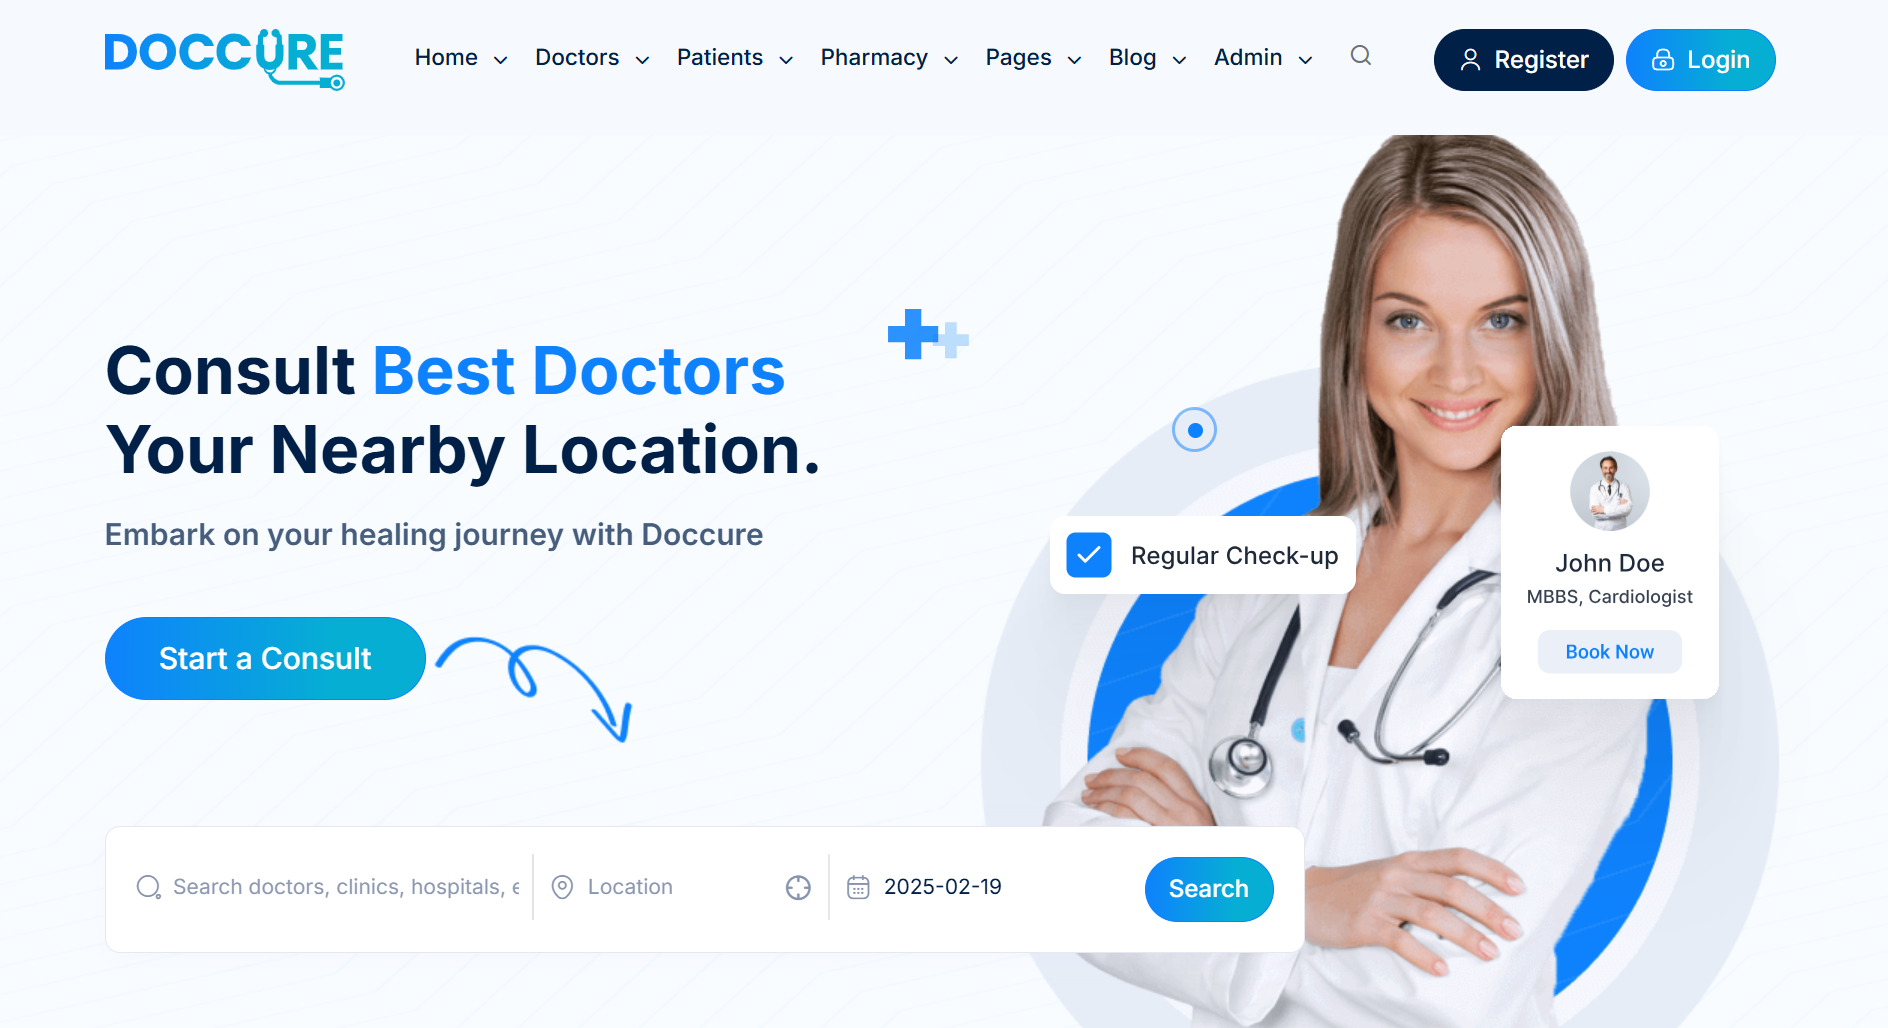 DOCCURE
Home Doctors Patients Pharmacy Pages Blog Admin Register Login
Consult Best Doctors
Your Nearby Location.
Embark on your healing journey with Doccure
Regular Check-up
John Doe
MBBS, Cardiologist
Book Now
Start a Consult
Search doctors, clinics, hospitals, e
Location
2025-02-19
Search